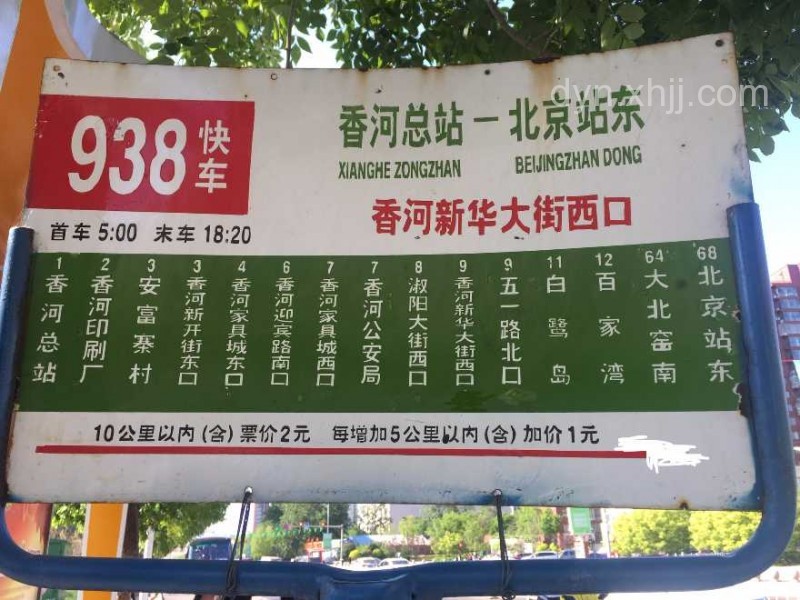 dyn.xhjj.com
938 快车
香河总站 — 北京站东
XIANGHE ZONGZHAN BEIJINGZHAN DONG
香河新华大街西口
首车 5:00 末车 18:20
1 香河总站
2 香河印刷厂
3 安富寨村
3 香河新开街东口
4 香河家具城东口
6 香河迎宾路南口
7 香河家具城西口
7 香河公安局
8 淑阳大街西口
9 香河新华大街西口
9 五一路北口
11 白鹭岛
12 百家湾
64 大北窑南
68 北京站东
10公里以内(含)票价2元 每增加5公里以内(含)加价1元